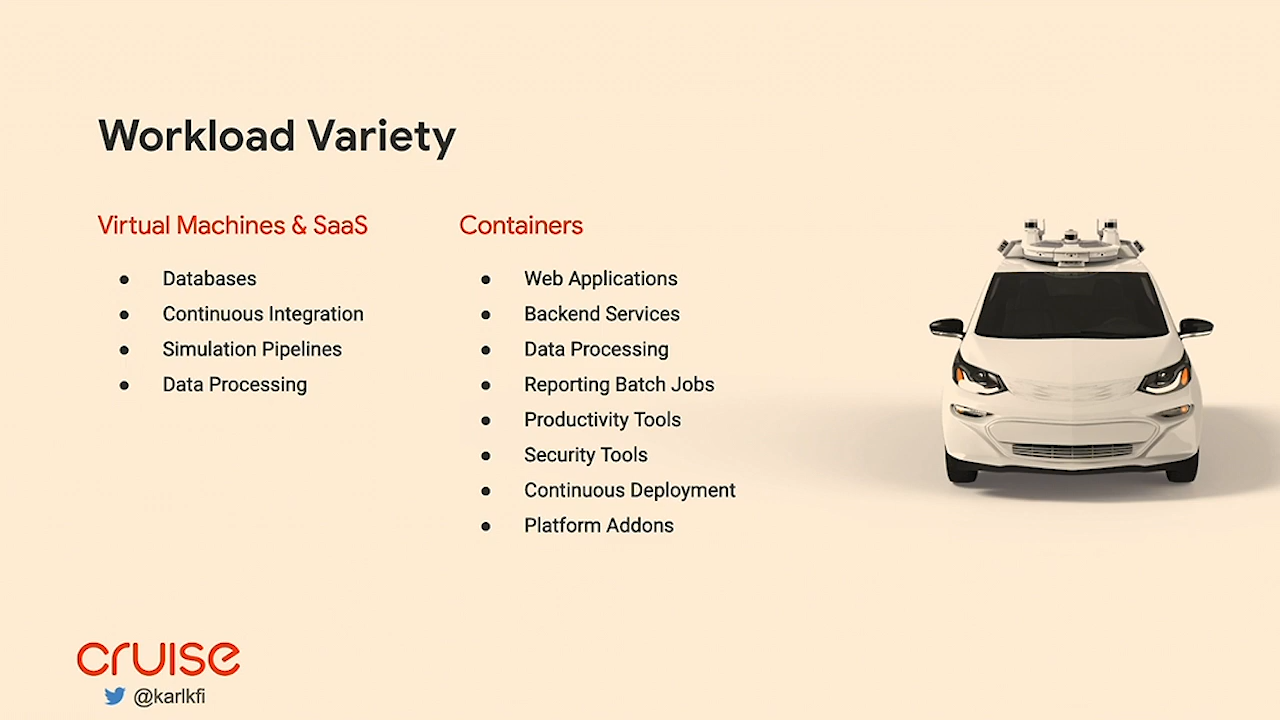 Workload Variety
Virtual Machines & SaaS
Databases
Continuous Integration
Simulation Pipelines
Data Processing
Containers
Web Applications
Backend Services
Data Processing
Reporting Batch Jobs
Productivity Tools
Security Tools
Continuous Deployment
Platform Addons
cruise
@karlkfi